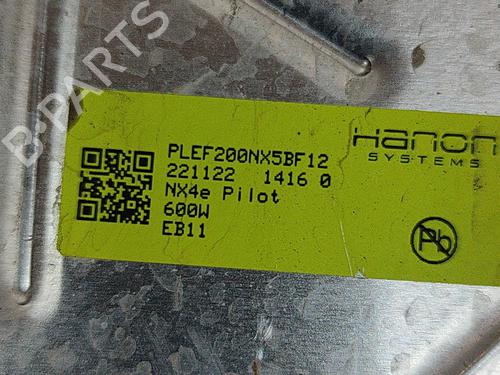 B-PARTS
PLEF200NX5BF12
221122 1416 0
NX4e Pilot
600W
EB11
Hanon
SYSTEMS
Pb